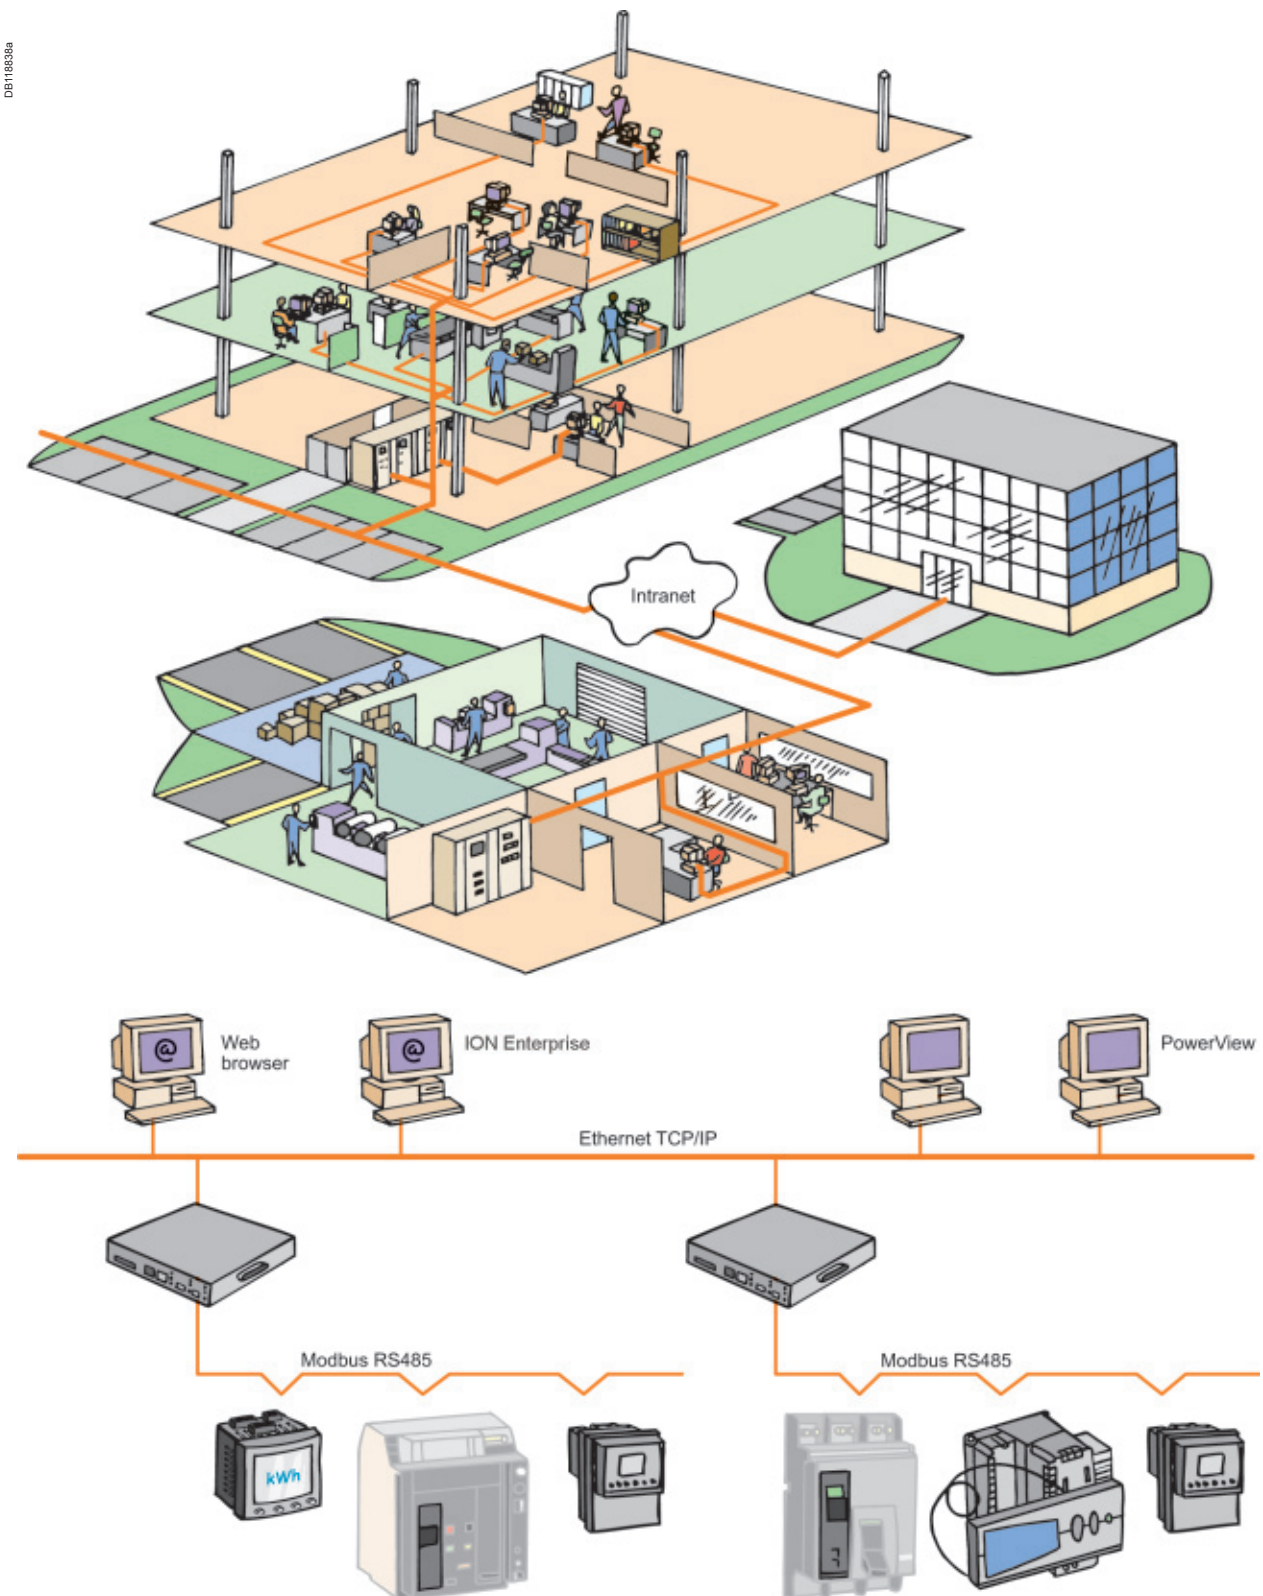 DB118838a
Intranet
Web
browser
ION Enterprise
PowerView
Ethernet TCP/IP
Modbus RS485
Modbus RS485
kWh